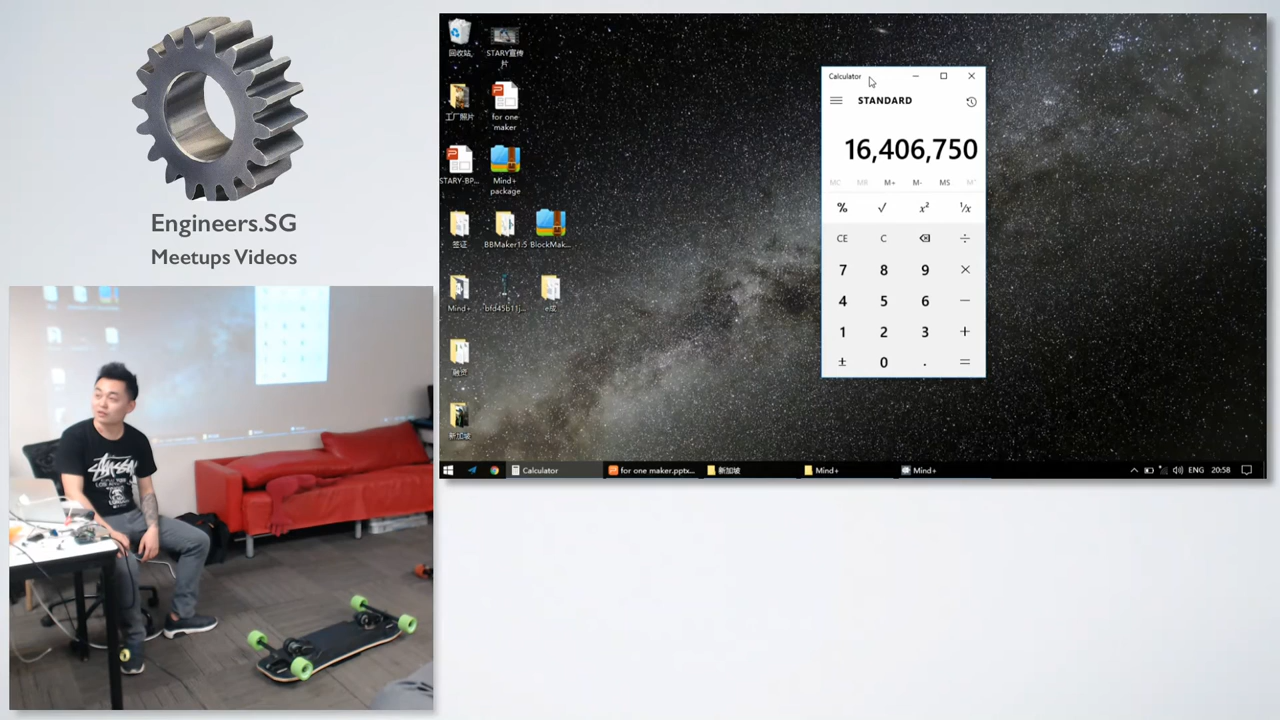 Engineers.SG
Meetups Videos
STUSSY
回收站
STARY宣传
片
工厂照片
for one
maker
STARY-BP...
Mind+
package
签证
BBMaker1.5
BlockMak...
Mind+
bfd45b11j...
e成
融资
新加坡
Calculator
STANDARD
16,406,750
MC MR M+ M- MS M˅
% √ x² ¹/x
CE C ÷
7 8 9 ×
4 5 6 −
1 2 3 +
± 0 . =
Calculator
for one maker.pptx...
新加坡
Mind+
Mind+
ENG
20:58